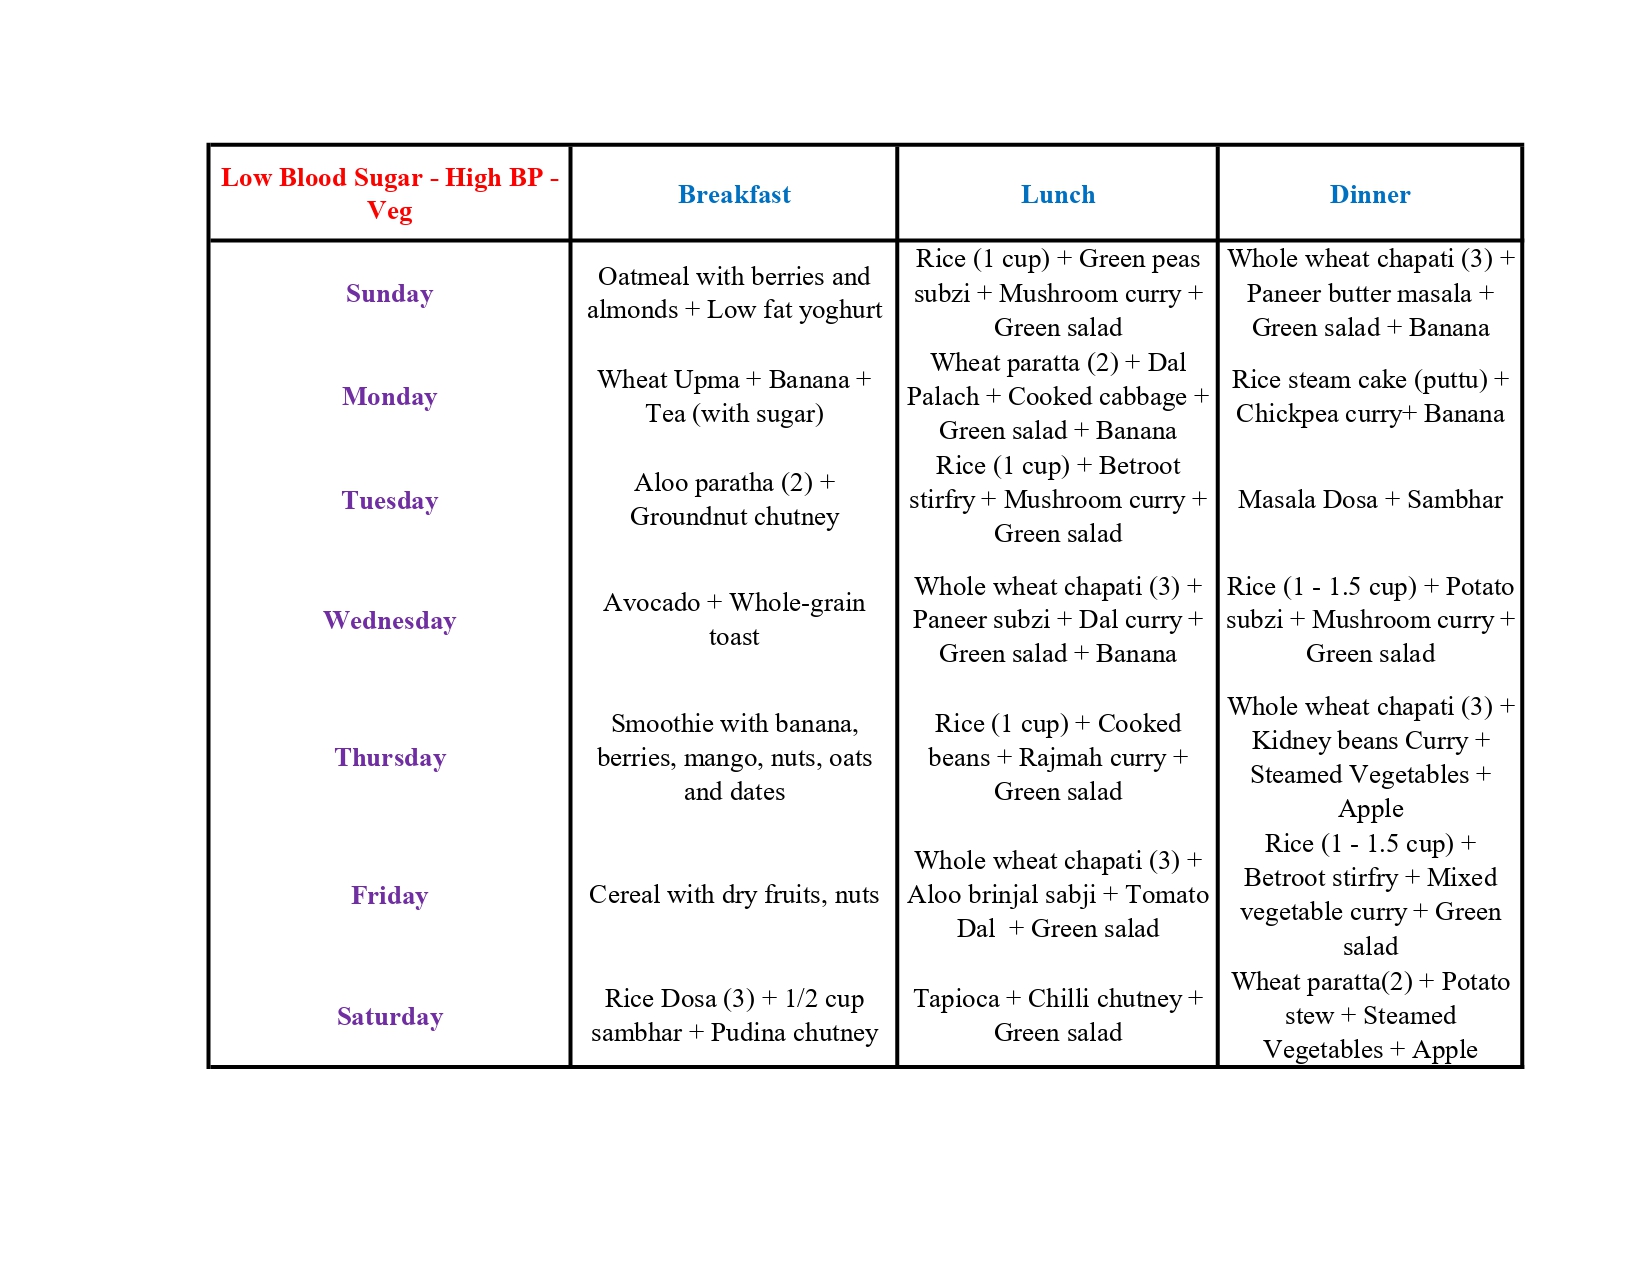 Low Blood Sugar - High BP -
Veg
Breakfast
Lunch
Dinner
Sunday
Oatmeal with berries and
almonds + Low fat yoghurt
Rice (1 cup) + Green peas
subzi + Mushroom curry +
Green salad
Whole wheat chapati (3) +
Paneer butter masala +
Green salad + Banana
Monday
Wheat Upma + Banana +
Tea (with sugar)
Wheat paratta (2) + Dal
Palach + Cooked cabbage +
Green salad + Banana
Rice steam cake (puttu) +
Chickpea curry+ Banana
Tuesday
Aloo paratha (2) +
Groundnut chutney
Rice (1 cup) + Betroot
stirfry + Mushroom curry +
Green salad
Masala Dosa + Sambhar
Wednesday
Avocado + Whole-grain
toast
Whole wheat chapati (3) +
Paneer subzi + Dal curry +
Green salad + Banana
Rice (1 - 1.5 cup) + Potato
subzi + Mushroom curry +
Green salad
Thursday
Smoothie with banana,
berries, mango, nuts, oats
and dates
Rice (1 cup) + Cooked
beans + Rajmah curry +
Green salad
Whole wheat chapati (3) +
Kidney beans Curry +
Steamed Vegetables +
Apple
Friday
Cereal with dry fruits, nuts
Whole wheat chapati (3) +
Aloo brinjal sabji + Tomato
Dal  + Green salad
Rice (1 - 1.5 cup) +
Betroot stirfry + Mixed
vegetable curry + Green
salad
Saturday
Rice Dosa (3) + 1/2 cup
sambhar + Pudina chutney
Tapioca + Chilli chutney +
Green salad
Wheat paratta(2) + Potato
stew + Steamed
Vegetables + Apple